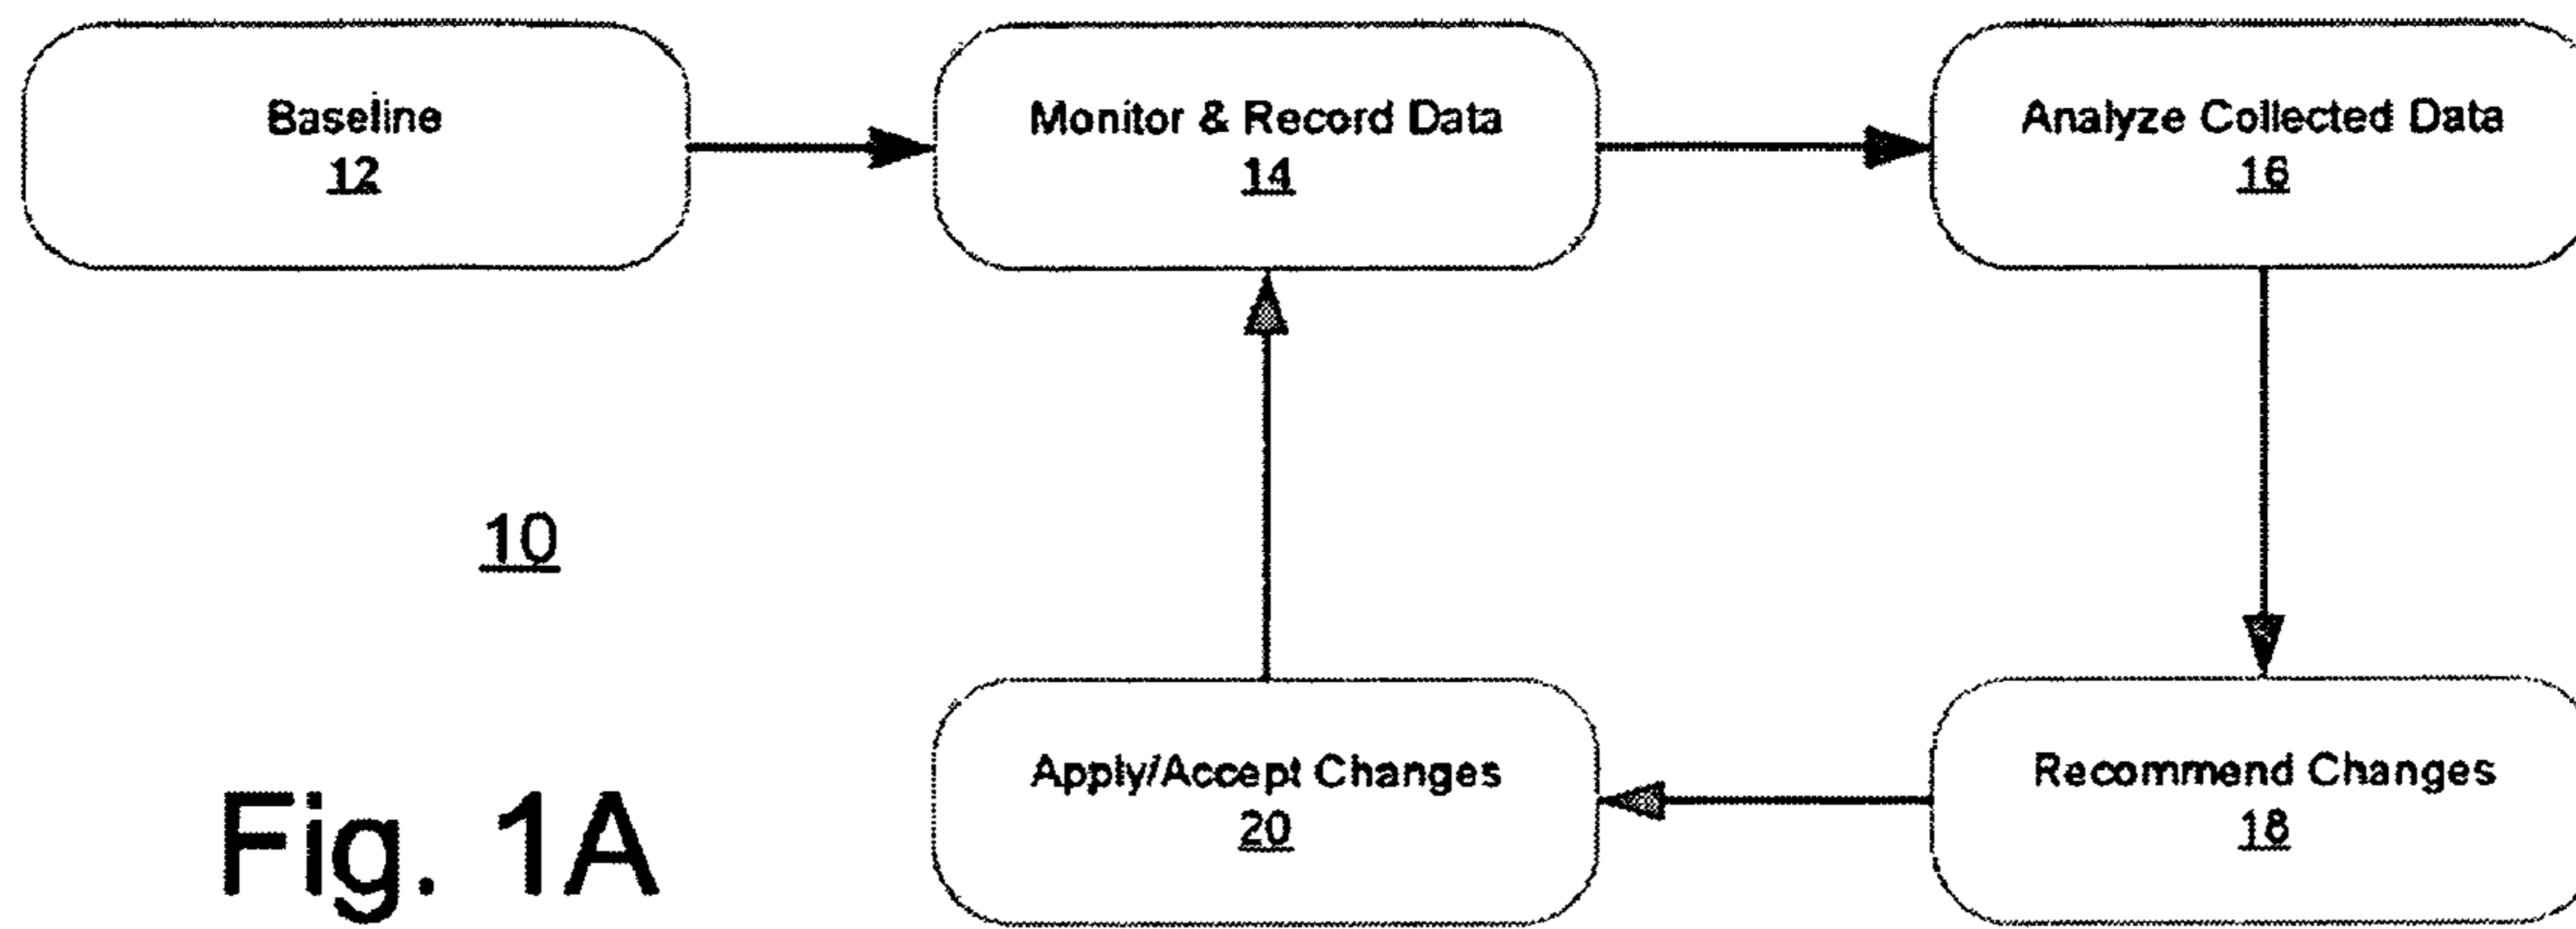 Baseline
12
Monitor & Record Data
14
Analyze Collected Data
16
10
Apply/Accept Changes
20
Recommend Changes
18
Fig. 1A